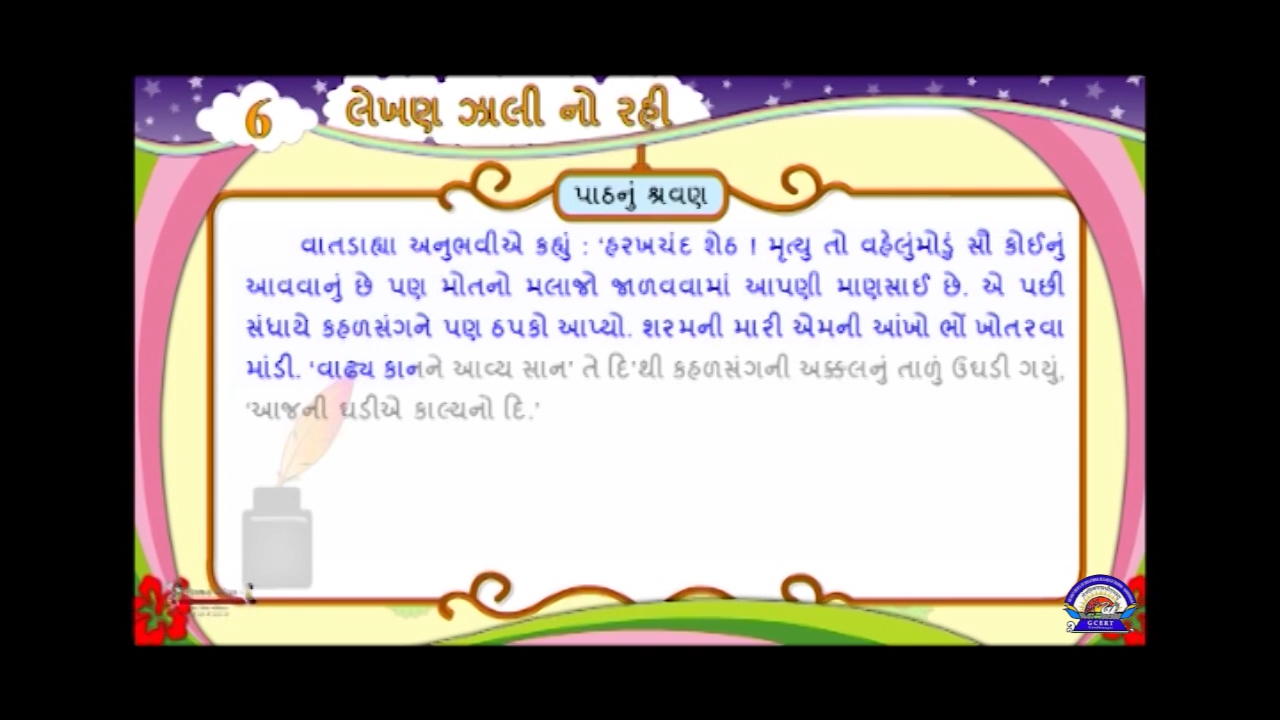 6
લેખણ ઝાલી નો રહી
પાઠનું શ્રવણ
વાતડાહ્યા અનુભવીએ કહ્યું : ‘હરખચંદ શેઠ ! મૃત્યુ તો વહેલુંમોડું સૌ કોઈનું
આવવાનું છે પણ મોતનો મલાજો જાળવવામાં આપણી માણસાઈ છે. એ પછી
સંધાયે કહળસંગને પણ ઠપકો આપ્યો. શરમની મારી એમની આંખો ભોં ખોતરવા
માંડી. ‘વાઢ્ય કાનને આવ્ય સાન’ તે દિ’થી કહળસંગની અક્કલનું તાળું ઉઘડી ગયું,
‘આજની ઘડીએ કાલ્યનો દિ.’
GCERT